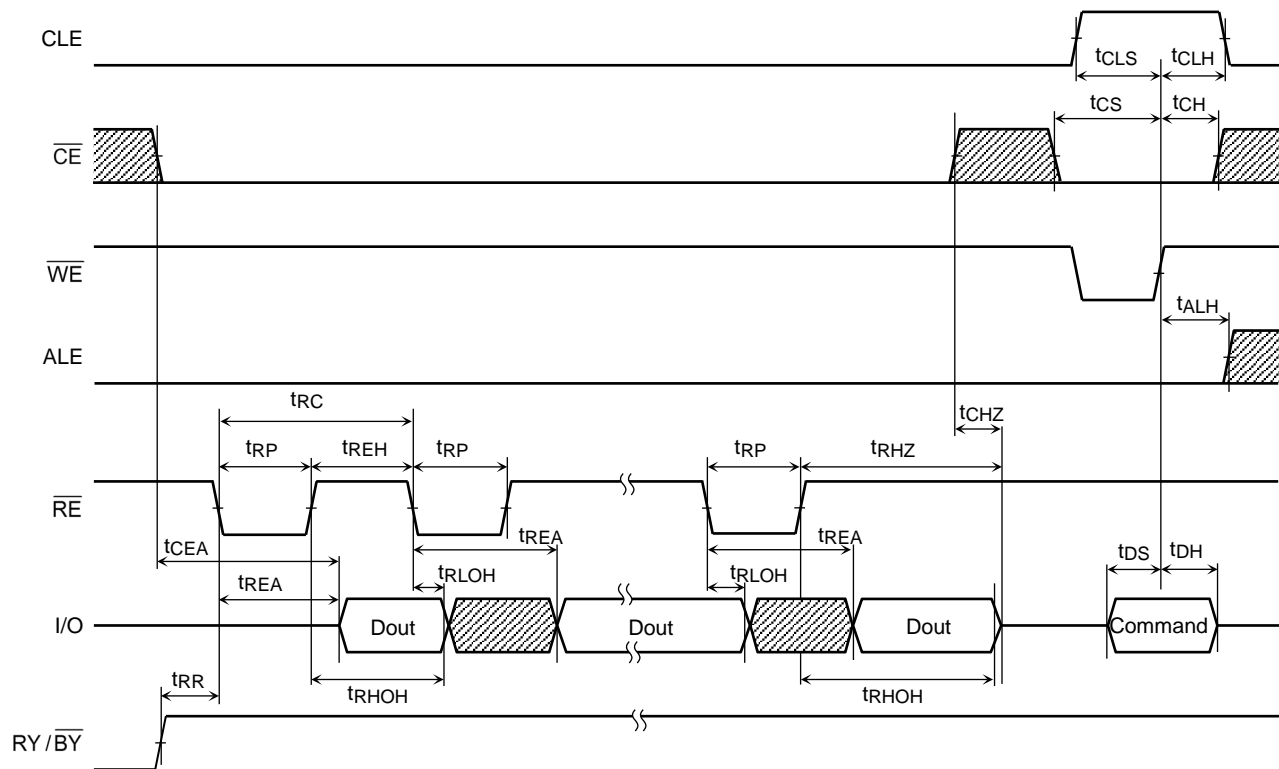 CLE
tCLS tCLH
tCS tCH
CE
WE
tALH
ALE
tRC
tCHZ
tRP tREH tRP tRP tRHZ
RE
tREA tREA
tCEA
tDS tDH
tRLOH tRLOH
tREA
I/O
Dout Dout Dout Command
tRR
tRHOH tRHOH
RY / BY